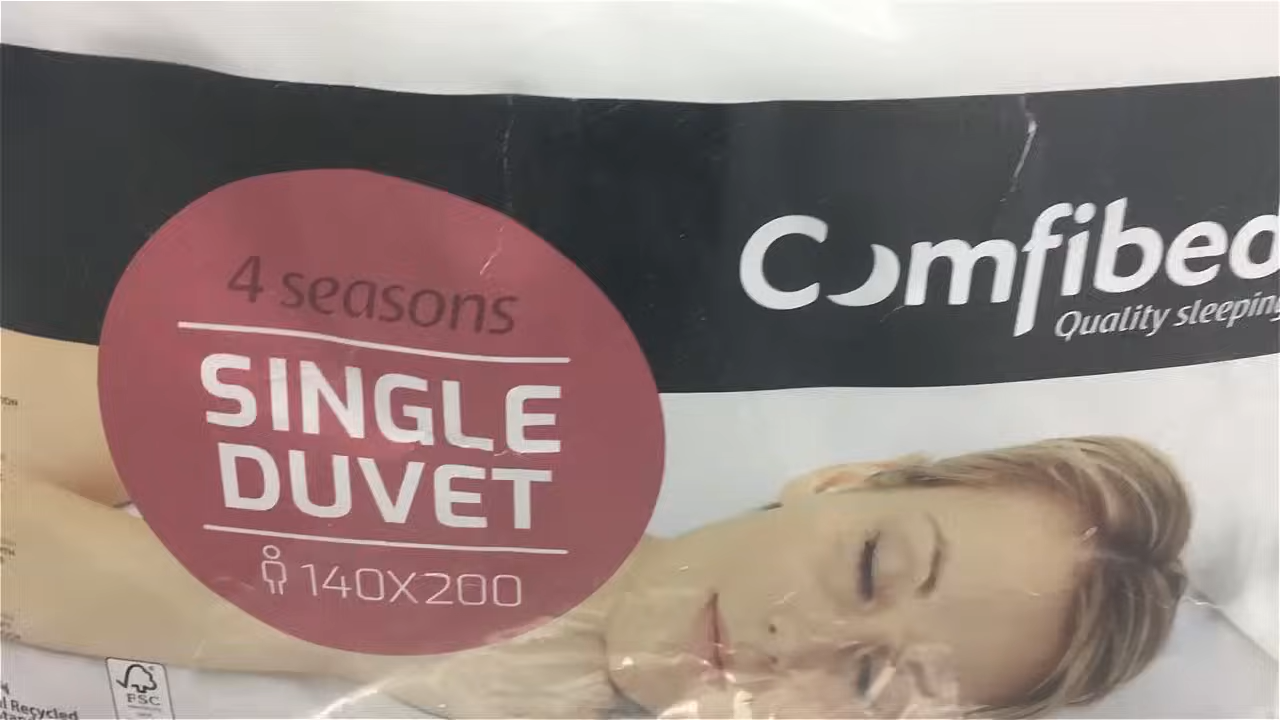 4 seasons
SINGLE
DUVET
140X200
Comfibed
Quality sleeping
FSC
Recycled